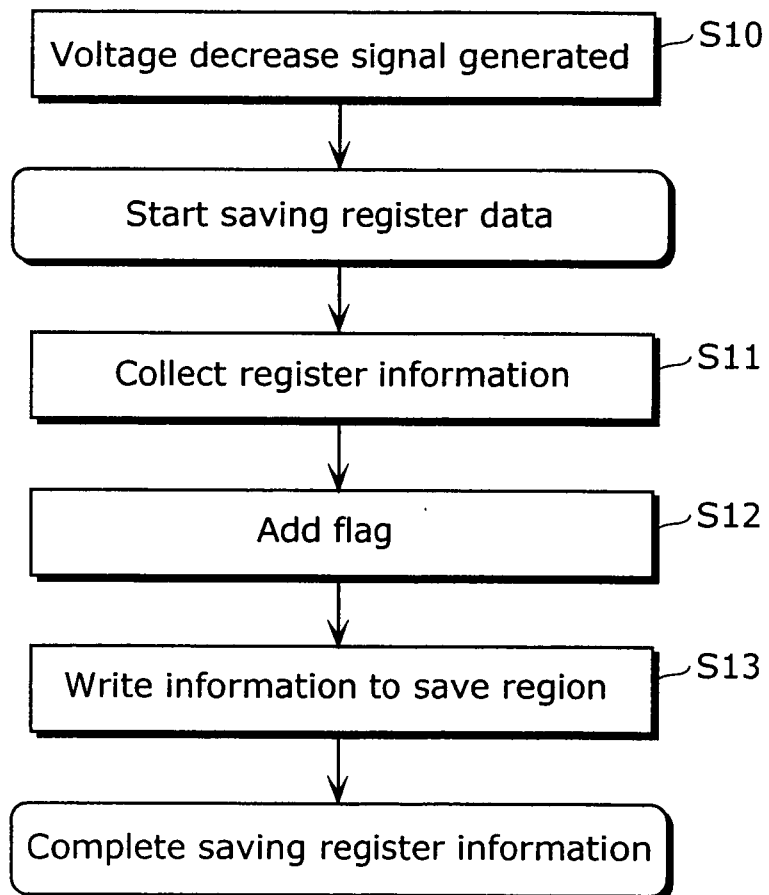 Voltage decrease signal generated
S10
Start saving register data
Collect register information
S11
Add flag
S12
Write information to save region
S13
Complete saving register information